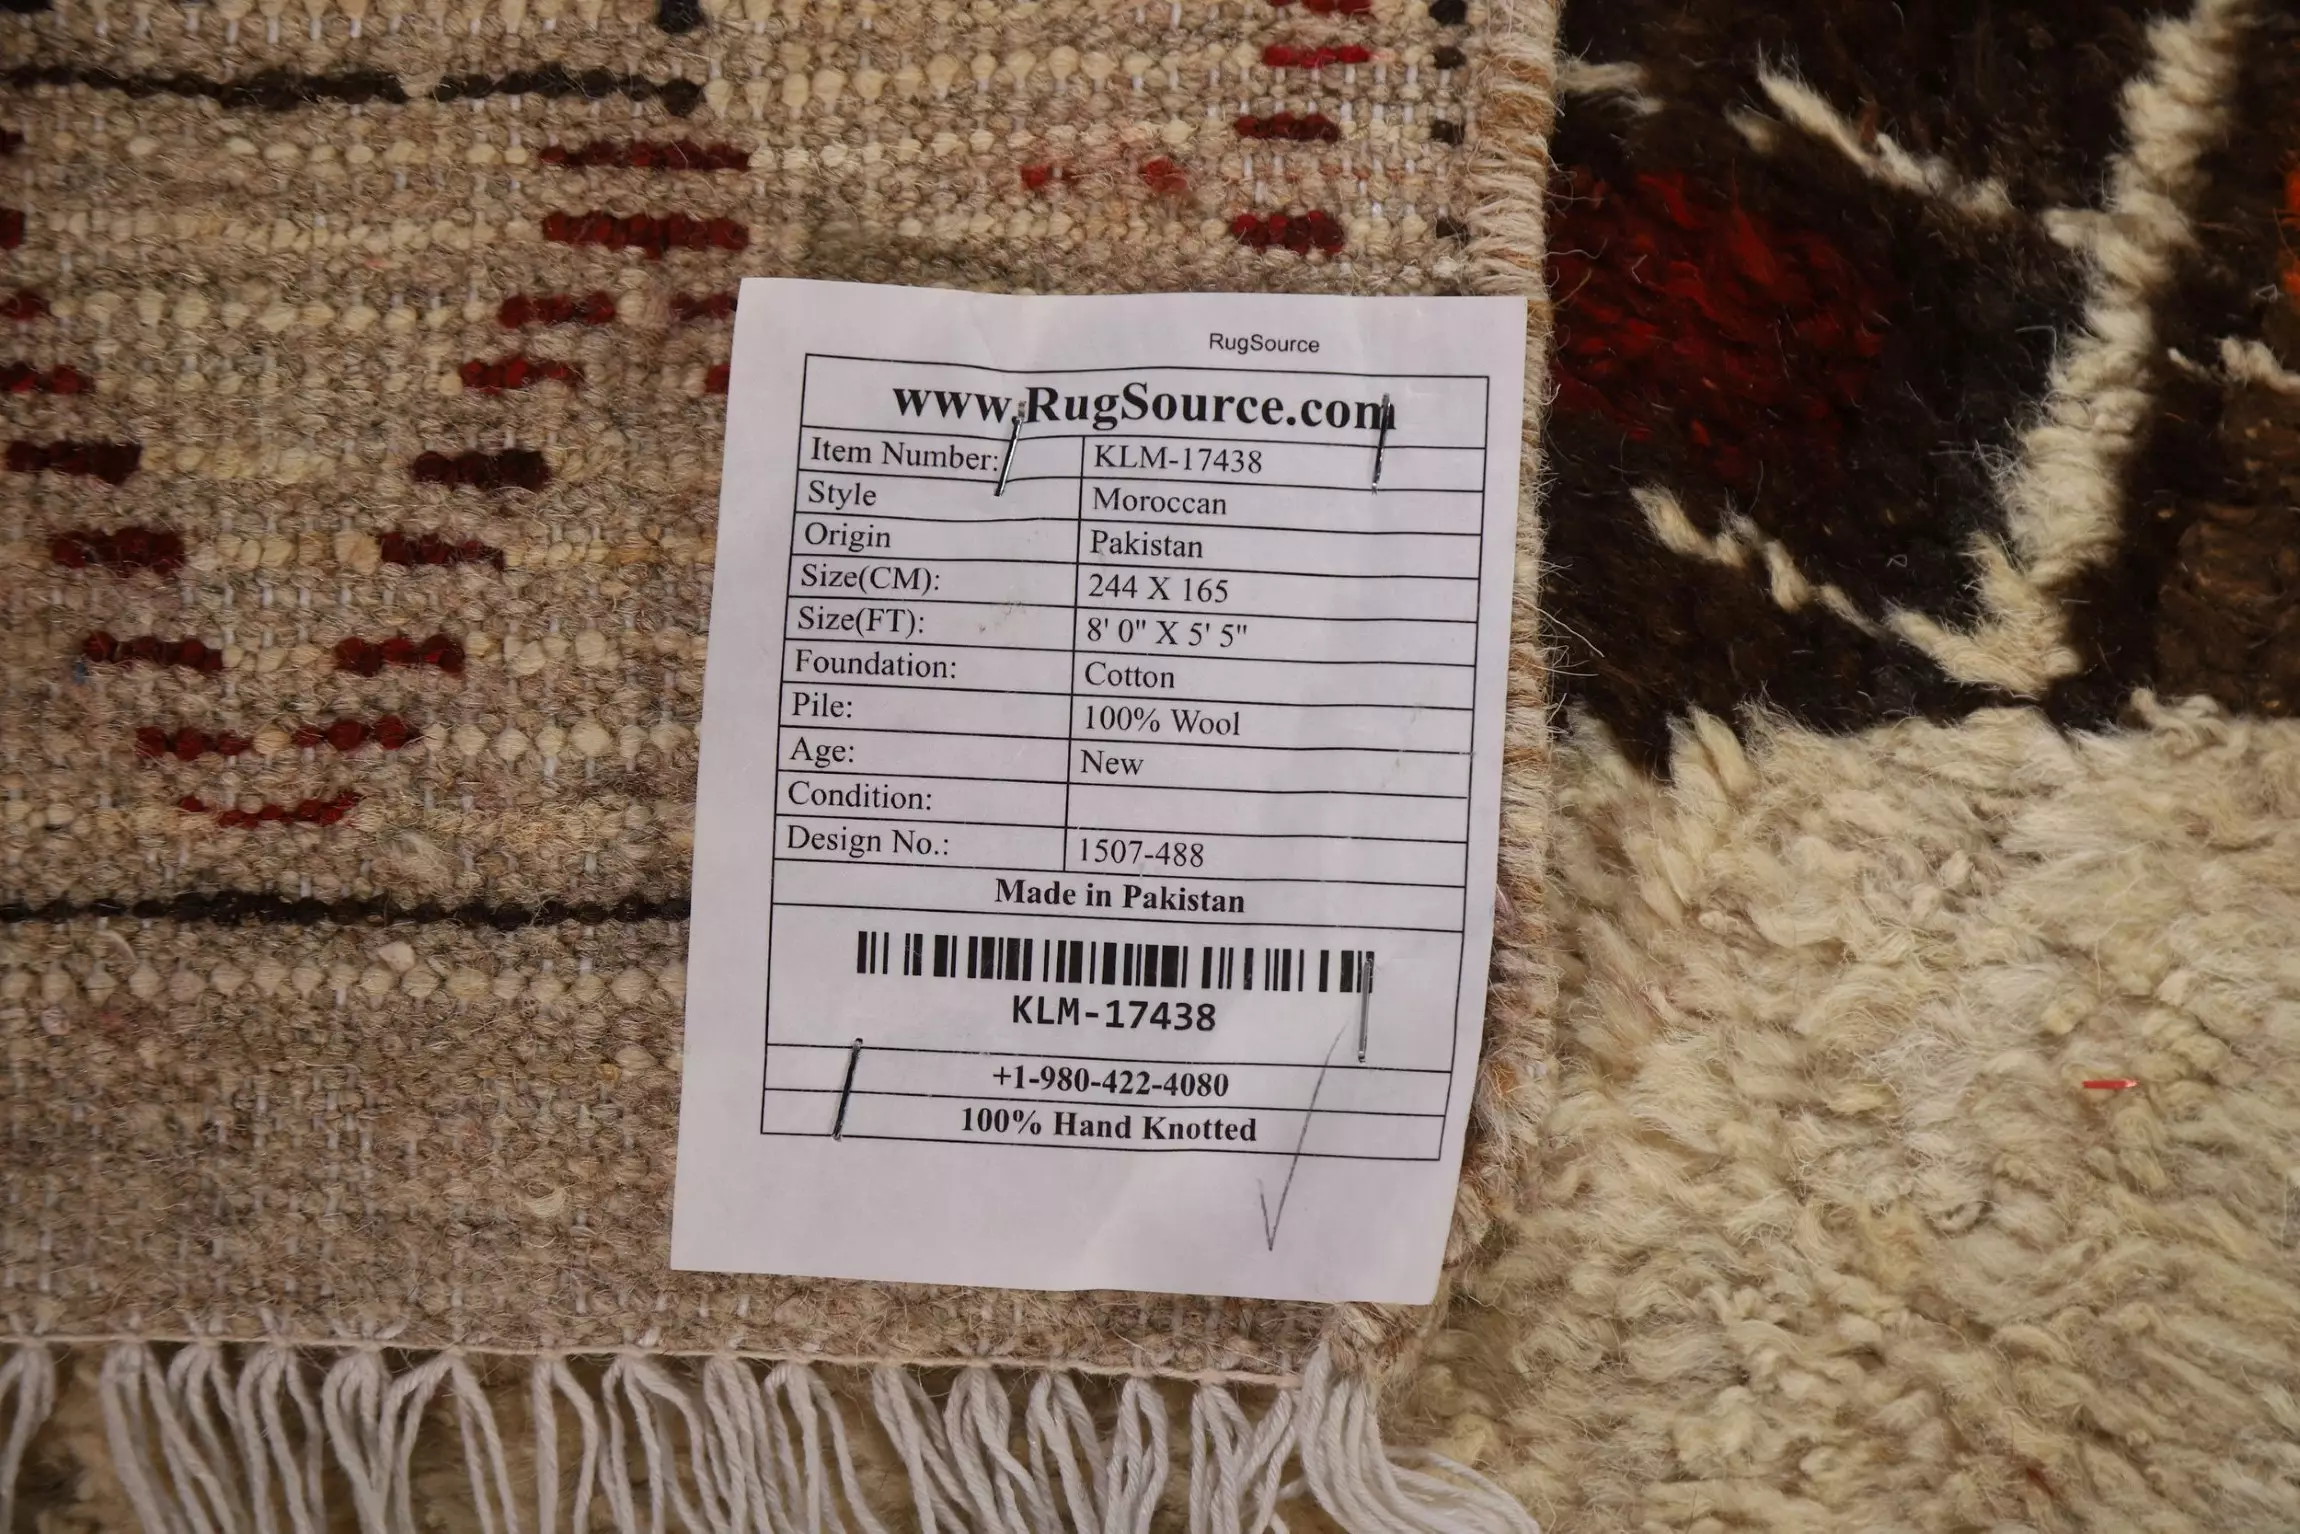 RugSource
www.RugSource.com
Item Number: KLM-17438
Style Moroccan
Origin Pakistan
Size(CM): 244 X 165
Size(FT): 8' 0" X 5' 5"
Foundation: Cotton
Pile: 100% Wool
Age: New
Condition:
Design No.: 1507-488
Made in Pakistan
KLM-17438
+1-980-422-4080
100% Hand Knotted